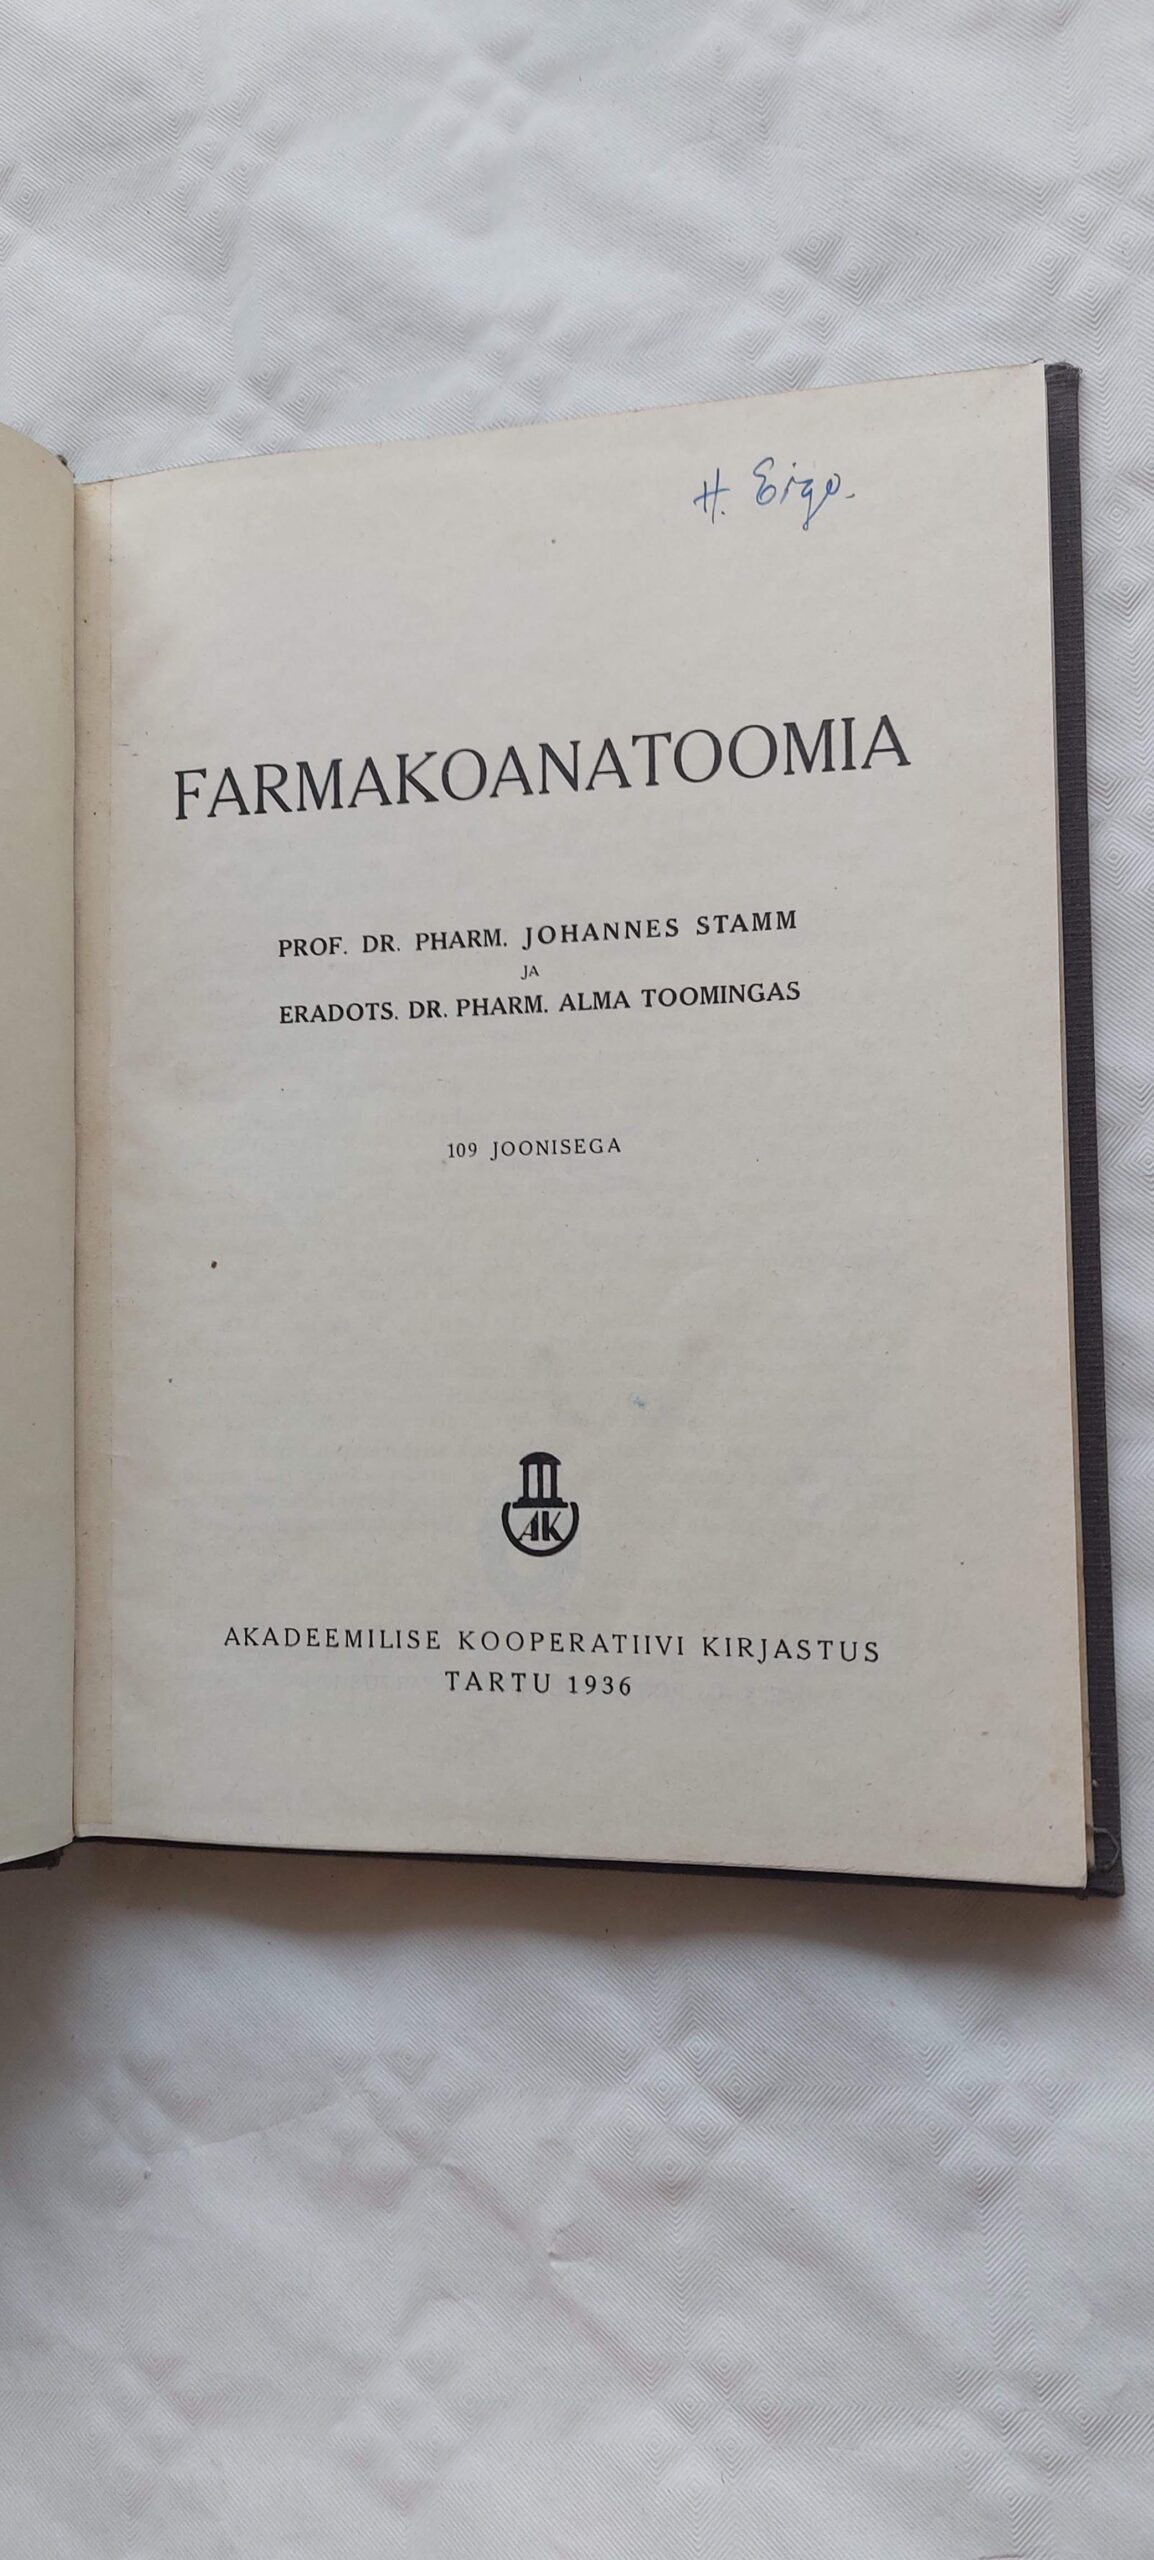 H. Eigo.
FARMAKOANATOOMIA
PROF. DR. PHARM. JOHANNES STAMM
JA
ERADOTS. DR. PHARM. ALMA TOOMINGAS
109 JOONISEGA
AK
AKADEEMILISE KOOPERATIIVI KIRJASTUS
TARTU 1936